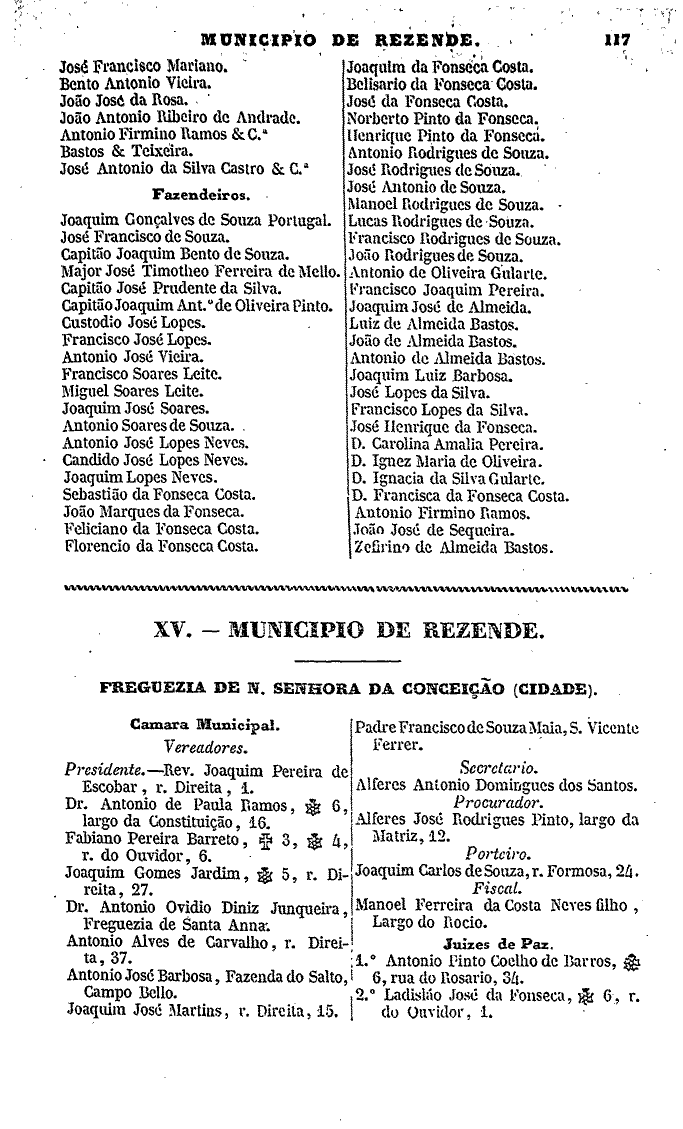 MUNICIPIO DE REZENDE. 117
José Francisco Mariano.
Bento Antonio Vieira.
João José da Rosa.
João Antonio Ribeiro de Andrade.
Antonio Firmino Ramos & C.ª
Bastos & Teixeira.
José Antonio da Silva Castro & C.ª
Fazendeiros.
Joaquim Gonçalves de Souza Portugal.
José Francisco de Souza.
Capitão Joaquim Bento de Souza.
Major José Timotheo Ferreira de Mello.
Capitão José Prudente da Silva.
Capitão Joaquim Ant.º de Oliveira Pinto.
Custodio José Lopes.
Francisco José Lopes.
Antonio José Vieira.
Francisco Soares Leite.
Miguel Soares Leite.
Joaquim José Soares.
Antonio Soares de Souza.
Antonio José Lopes Neves.
Candido José Lopes Neves.
Joaquim Lopes Neves.
Sebastião da Fonseca Costa.
João Marques da Fonseca.
Feliciano da Fonseca Costa.
Florencio da Fonseca Costa.
Joaquim da Fonseca Costa.
Belisario da Fonseca Costa.
José da Fonseca Costa.
Norberto Pinto da Fonseca.
Henrique Pinto da Fonseca.
Antonio Rodrigues de Souza.
José Rodrigues de Souza.
José Antonio de Souza.
Manoel Rodrigues de Souza.
Lucas Rodrigues de Souza.
Francisco Rodrigues de Souza.
João Rodrigues de Souza.
Antonio de Oliveira Gularte.
Francisco Joaquim Pereira.
Joaquim José de Almeida.
Luiz de Almeida Bastos.
João de Almeida Bastos.
Antonio de Almeida Bastos.
Joaquim Luiz Barbosa.
José Lopes da Silva.
Francisco Lopes da Silva.
José Henrique da Fonseca.
D. Carolina Amalia Pereira.
D. Ignez Maria de Oliveira.
D. Ignacia da Silva Gularte.
D. Francisca da Fonseca Costa.
Antonio Firmino Ramos.
João José de Sequeira.
Zefirino de Almeida Bastos.
XV. — MUNICIPIO DE REZENDE.
FREGUEZIA DE N. SENHORA DA CONCEIÇÃO (CIDADE).
Camara Municipal.
Vereadores.
Presidente.—Rev. Joaquim Pereira de
Escobar, r. Direita, 1.
Dr. Antonio de Paula Ramos, 6,
largo da Constituição, 16.
Fabiano Pereira Barreto, 3, 4,
r. do Ouvidor, 6.
Joaquim Gomes Jardim, 5, r. Di-
reita, 27.
Dr. Antonio Ovidio Diniz Junqueira,
Freguezia de Santa Anna.
Antonio Alves de Carvalho, r. Direi-
ta, 37.
Antonio José Barbosa, Fazenda do Salto,
Campo Bello.
Joaquim José Martins, r. Direita, 15.
Padre Francisco de Souza Maia, S. Vicente
Ferrer.
Secretario.
Alferes Antonio Domingues dos Santos.
Procurador.
Alferes José Rodrigues Pinto, largo da
Matriz, 12.
Porteiro.
Joaquim Carlos de Souza, r. Formosa, 24.
Fiscal.
Manoel Ferreira da Costa Neves filho,
Largo do Rocio.
Juizes de Paz.
1.º Antonio Pinto Coelho de Barros,
6, rua do Rosario, 34.
2.º Ladisláo José da Fonseca, 6, r.
do Ouvidor, 1.